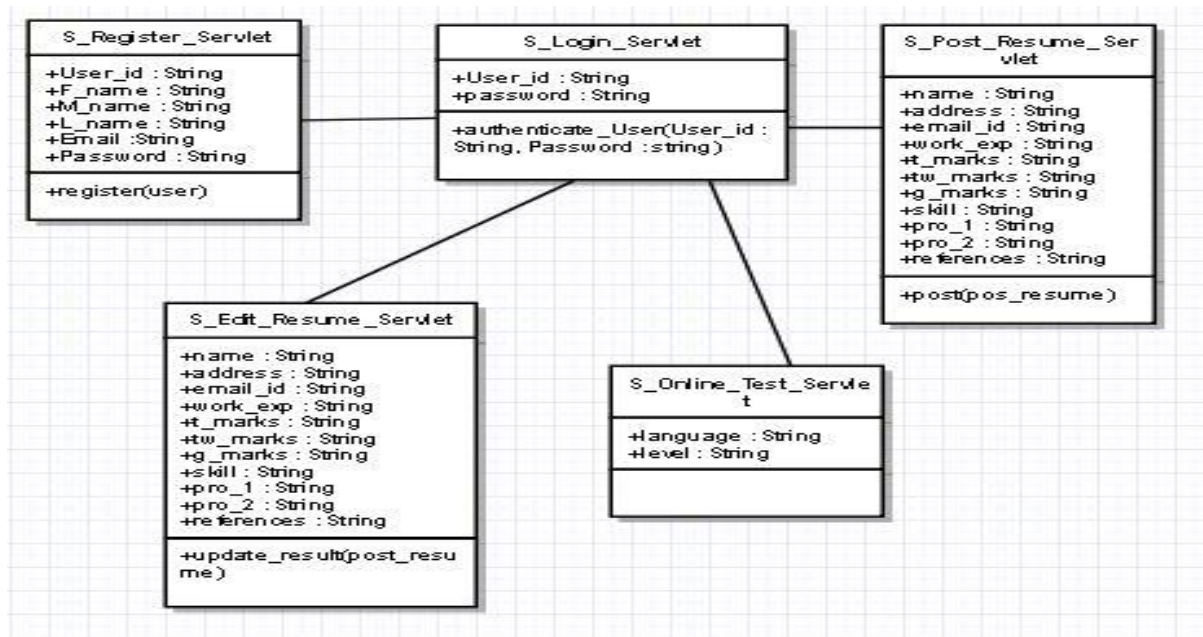 S_Register_Servlet
+User_id : String
+F_name : String
+M_name : String
+L_name : String
+Email :String
+Password : String
+register(user)
S_Login_Servlet
+User_id : String
+password : String
+authenticate_User(User_id :
String, Password :string)
S_Post_Resume_Ser
vlet
+name : String
+address : String
+email_id : String
+work_exp : String
+t_marks : String
+tw_marks : String
+g_marks : String
+skill : String
+pro_1 : String
+pro_2 : String
+references : String
+post(pos_resume)
S_Edit_Resume_Servlet
+name : String
+address : String
+email_id : String
+work_exp : String
+t_marks : String
+tw_marks : String
+g_marks : String
+skill : String
+pro_1 : String
+pro_2 : String
+references : String
+update_result(post_resu
me)
S_Online_Test_Servle
t
+language : String
+level : String